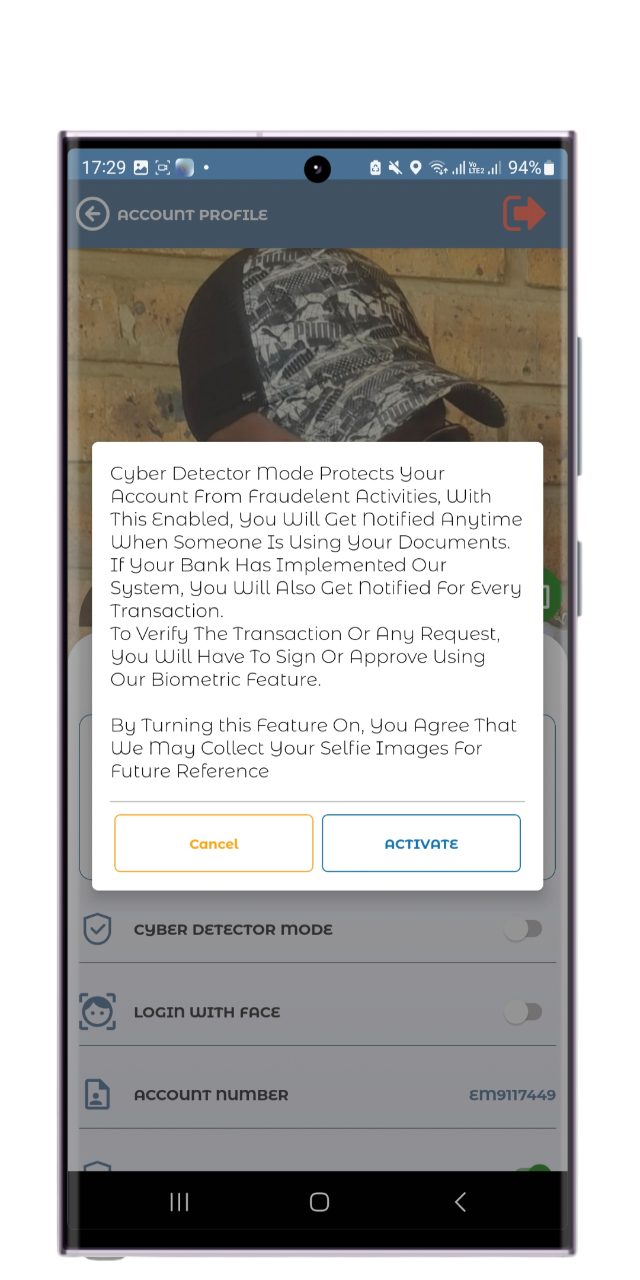 17:29
Vo LTE2 94%
ACCOUNT PROFILE
PUMA
Cyber Detector Mode Protects Your
Account From Fraudelent Activities, With
This Enabled, You Will Get Notified Anytime
When Someone Is Using Your Documents.
If Your Bank Has Implemented Our
System, You Will Also Get Notified For Every
Transaction.
To Verify The Transaction Or Any Request,
You Will Have To Sign Or Approve Using
Our Biometric Feature.
By Turning this Feature On, You Agree That
We May Collect Your Selfie Images For
Future Reference
Cancel ACTIVATE
CYBER DETECTOR MODE
LOGIN WITH FACE
ACCOUNT NUMBER EM9117449